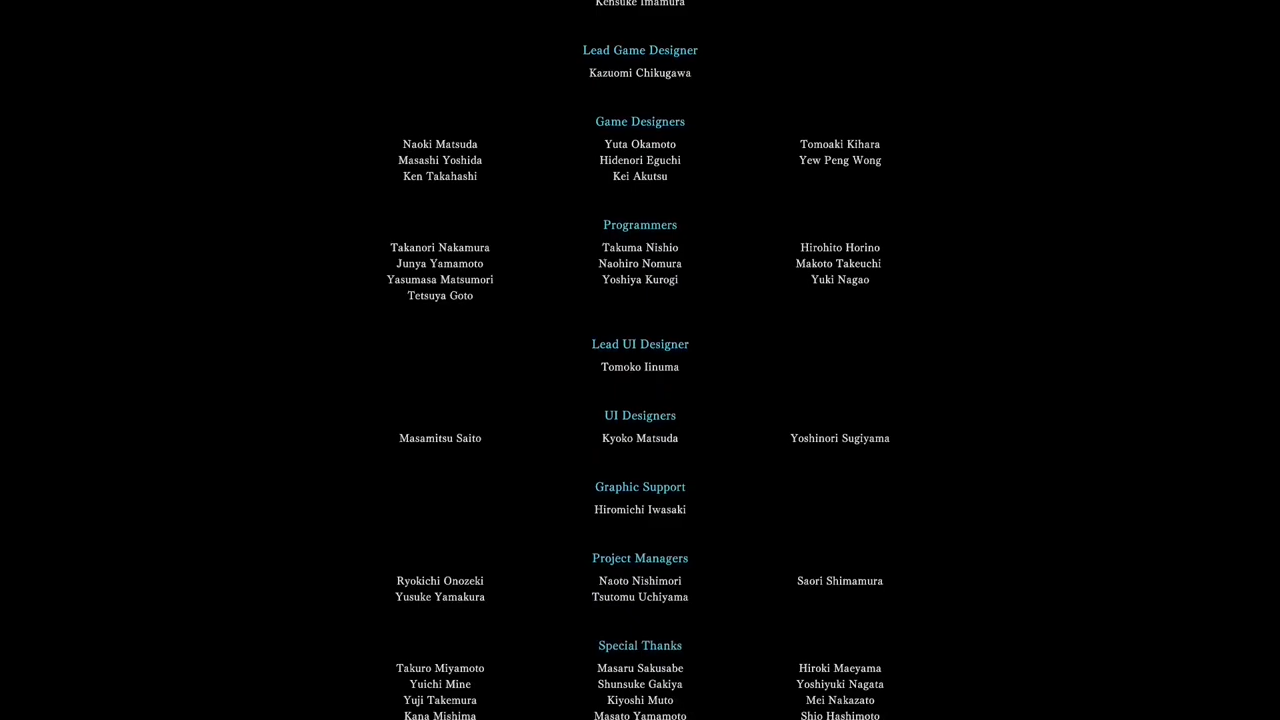 Kensuke Imamura
Lead Game Designer
Kazuomi Chikugawa
Game Designers
Naoki Matsuda Yuta Okamoto Tomoaki Kihara
Masashi Yoshida Hidenori Eguchi Yew Peng Wong
Ken Takahashi Kei Akutsu
Programmers
Takanori Nakamura Takuma Nishio Hirohito Horino
Junya Yamamoto Naohiro Nomura Makoto Takeuchi
Yasumasa Matsumori Yoshiya Kurogi Yuki Nagao
Tetsuya Goto
Lead UI Designer
Tomoko Iinuma
UI Designers
Masamitsu Saito Kyoko Matsuda Yoshinori Sugiyama
Graphic Support
Hiromichi Iwasaki
Project Managers
Ryokichi Onozeki Naoto Nishimori Saori Shimamura
Yusuke Yamakura Tsutomu Uchiyama
Special Thanks
Takuro Miyamoto Masaru Sakusabe Hiroki Maeyama
Yuichi Mine Shunsuke Gakiya Yoshiyuki Nagata
Yuji Takemura Kiyoshi Muto Mei Nakazato
Kana Mishima Masato Yamamoto Shio Hashimoto